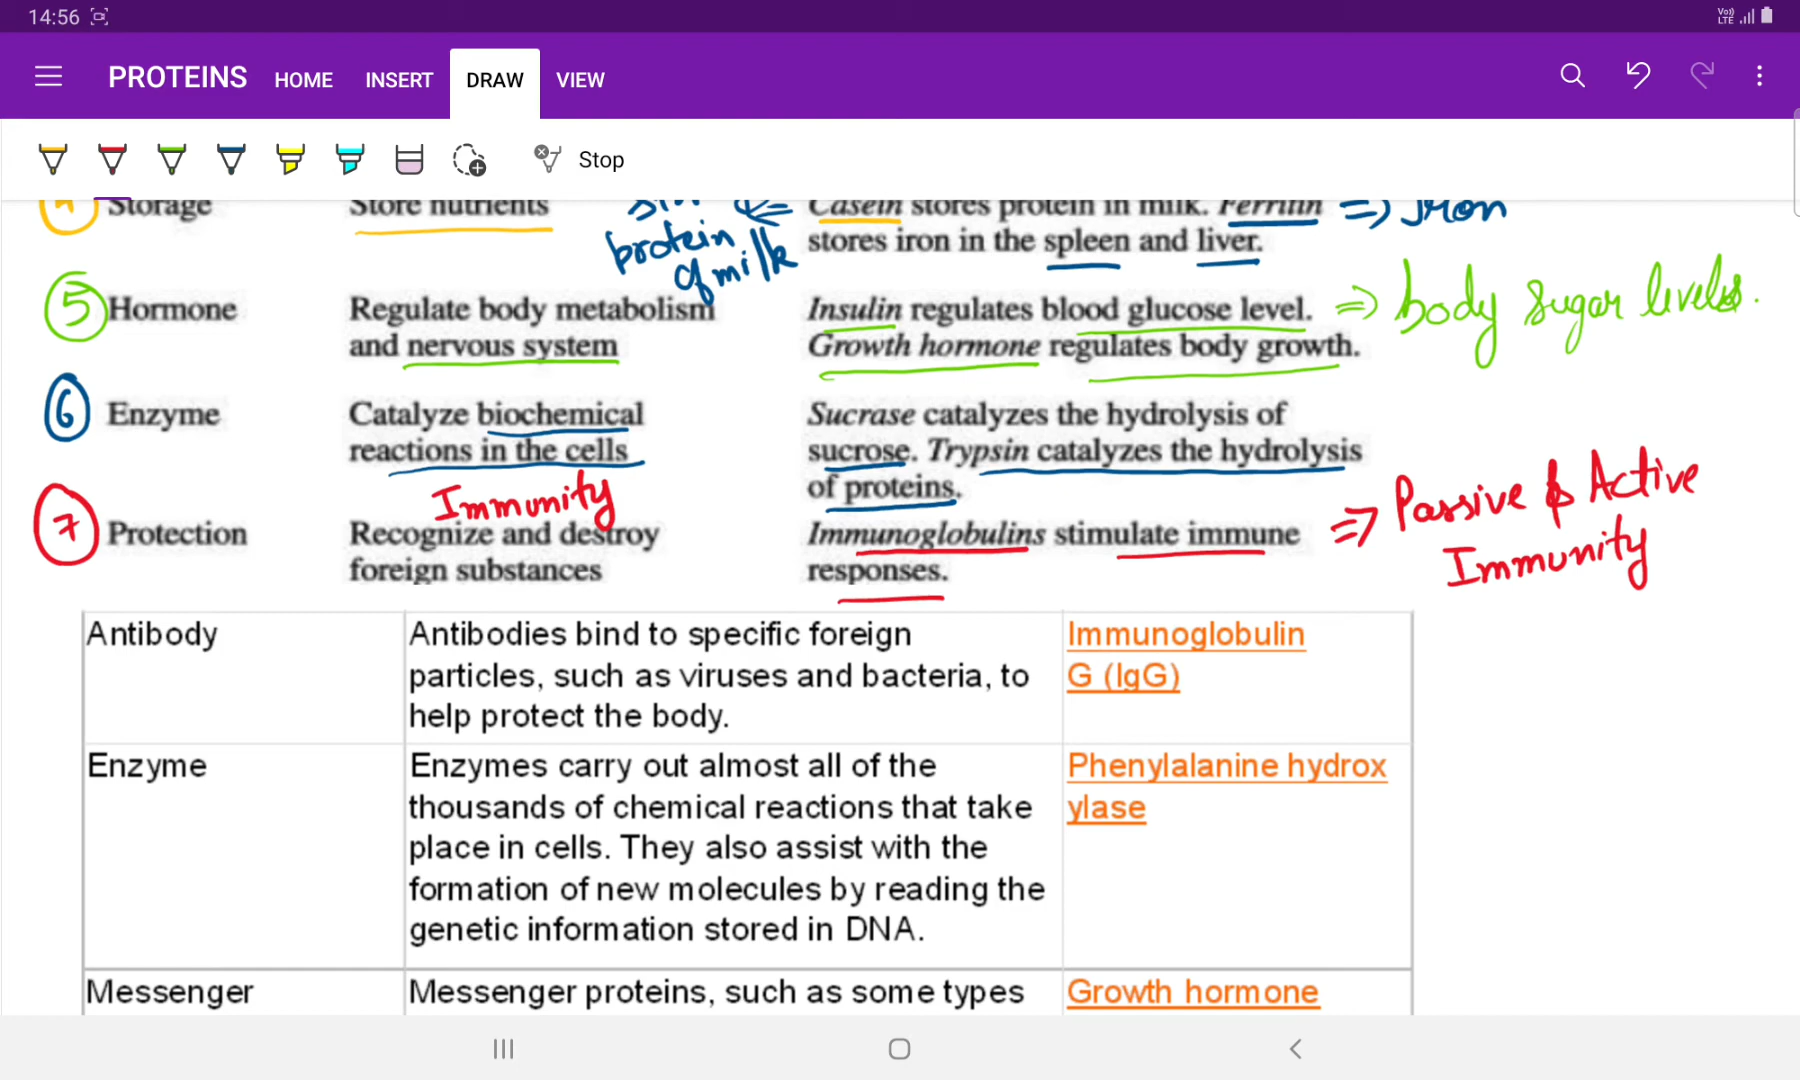 14:56
Vo)) LTE
PROTEINS HOME INSERT DRAW VIEW
Stop
Storage Store nutrients Casein stores protein in milk. Ferritin => Iron
protein of milk
stores iron in the spleen and liver.
5 Hormone Regulate body metabolism Insulin regulates blood glucose level. => body sugar levels.
and nervous system Growth hormone regulates body growth.
6 Enzyme Catalyze biochemical Sucrase catalyzes the hydrolysis of
reactions in the cells sucrose. Trypsin catalyzes the hydrolysis
of proteins.
Immunity
7 Protection Recognize and destroy Immunoglobulins stimulate immune => Passive & Active
foreign substances responses. Immunity
Antibody Antibodies bind to specific foreign Immunoglobulin
particles, such as viruses and bacteria, to G (IgG)
help protect the body.
Enzyme Enzymes carry out almost all of the Phenylalanine hydrox
thousands of chemical reactions that take ylase
place in cells. They also assist with the
formation of new molecules by reading the
genetic information stored in DNA.
Messenger Messenger proteins, such as some types Growth hormone